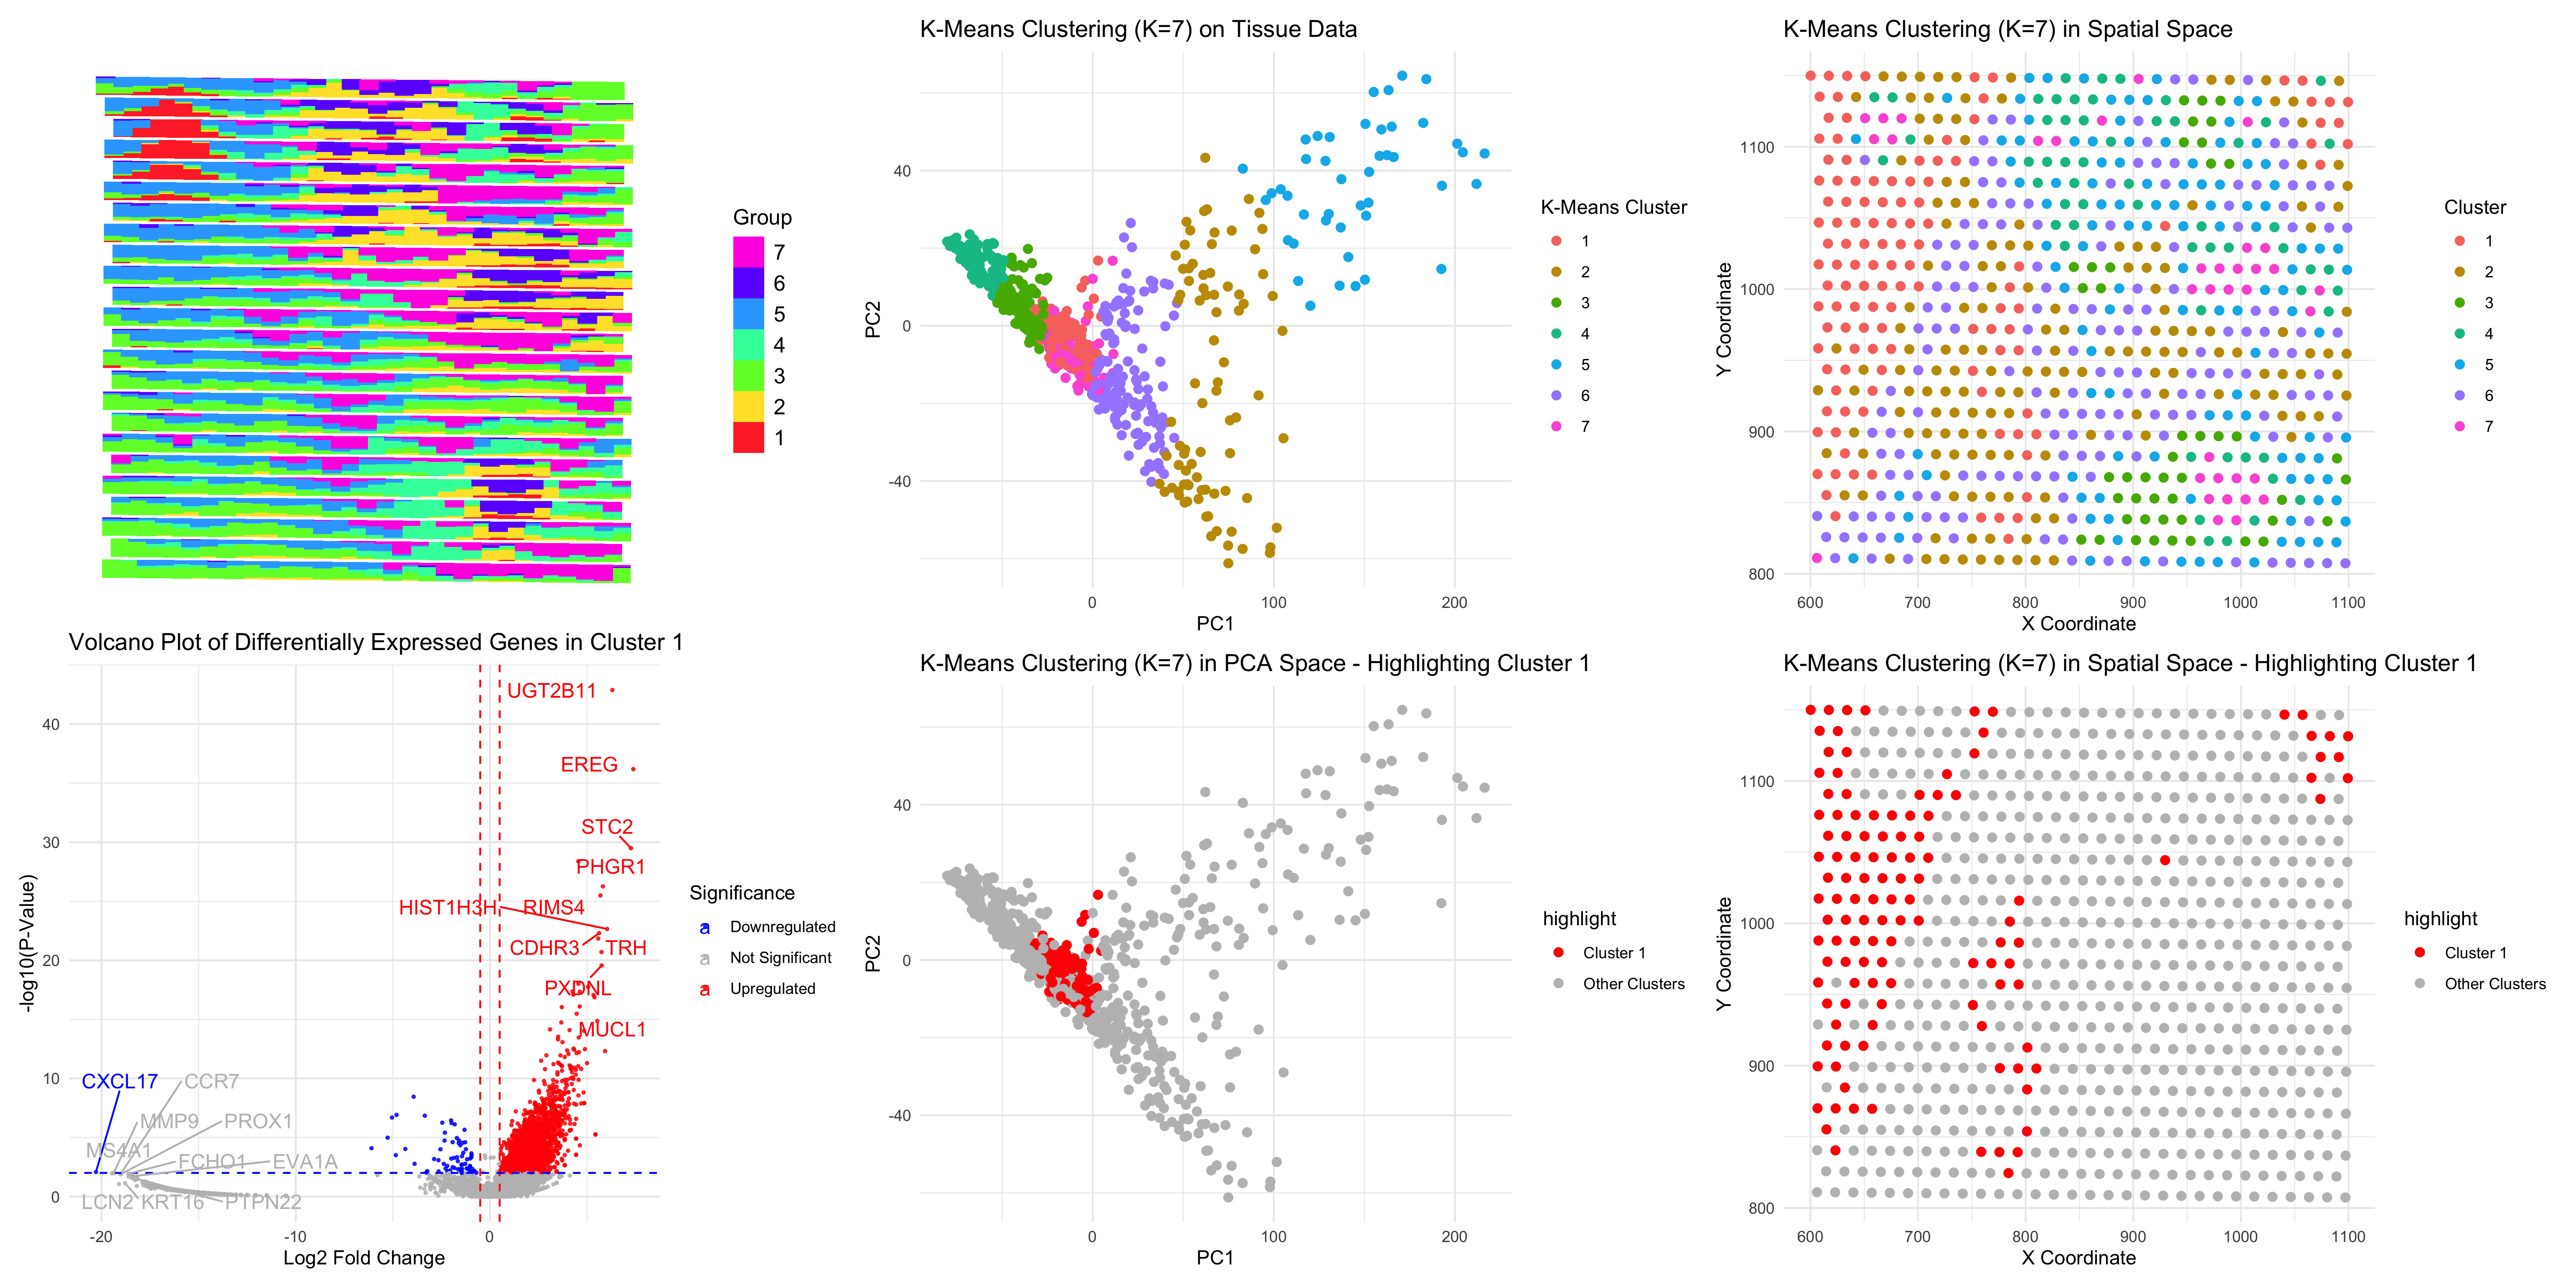 Group
7
6
5
4
3
2
1
K-Means Clustering (K=7) on Tissue Data
PC2
40
0
-40
0
100
200
PC1
K-Means Cluster
1
2
3
4
5
6
7
K-Means Clustering (K=7) in Spatial Space
Y Coordinate
1100
1000
900
800
600
700
800
900
1000
1100
X Coordinate
Cluster
1
2
3
4
5
6
7
Volcano Plot of Differentially Expressed Genes in Cluster 1
-log10(P-Value)
40
30
20
10
0
UGT2B11
EREG
STC2
PHGR1
HIST1H3H
RIMS4
CDHR3
TRH
PXDNL
MUCL1
CXCL17
CCR7
MMP9
PROX1
MS4A1
FCHO1
EVA1A
LCN2
KRT16
PTPN22
-20
-10
0
Log2 Fold Change
Significance
a Downregulated
a Not Significant
a Upregulated
K-Means Clustering (K=7) in PCA Space - Highlighting Cluster 1
PC2
40
0
-40
0
100
200
PC1
highlight
Cluster 1
Other Clusters
K-Means Clustering (K=7) in Spatial Space - Highlighting Cluster 1
Y Coordinate
1100
1000
900
800
600
700
800
900
1000
1100
X Coordinate
highlight
Cluster 1
Other Clusters